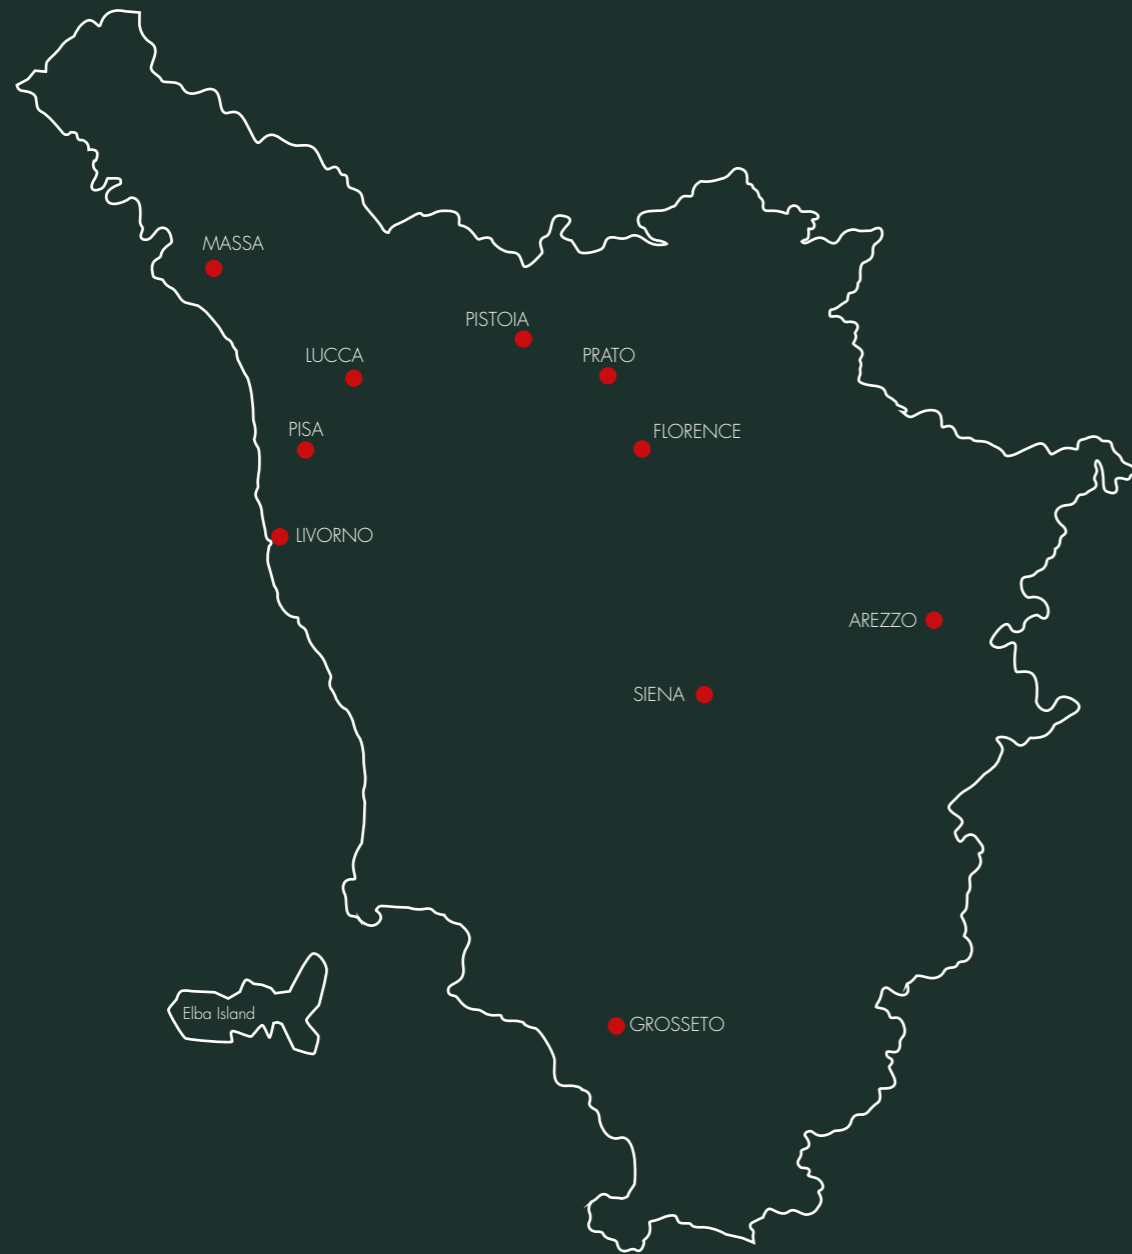 MASSA
PISTOIA
LUCCA
PRATO
PISA
FLORENCE
LIVORNO
AREZZO
SIENA
Elba Island
GROSSETO